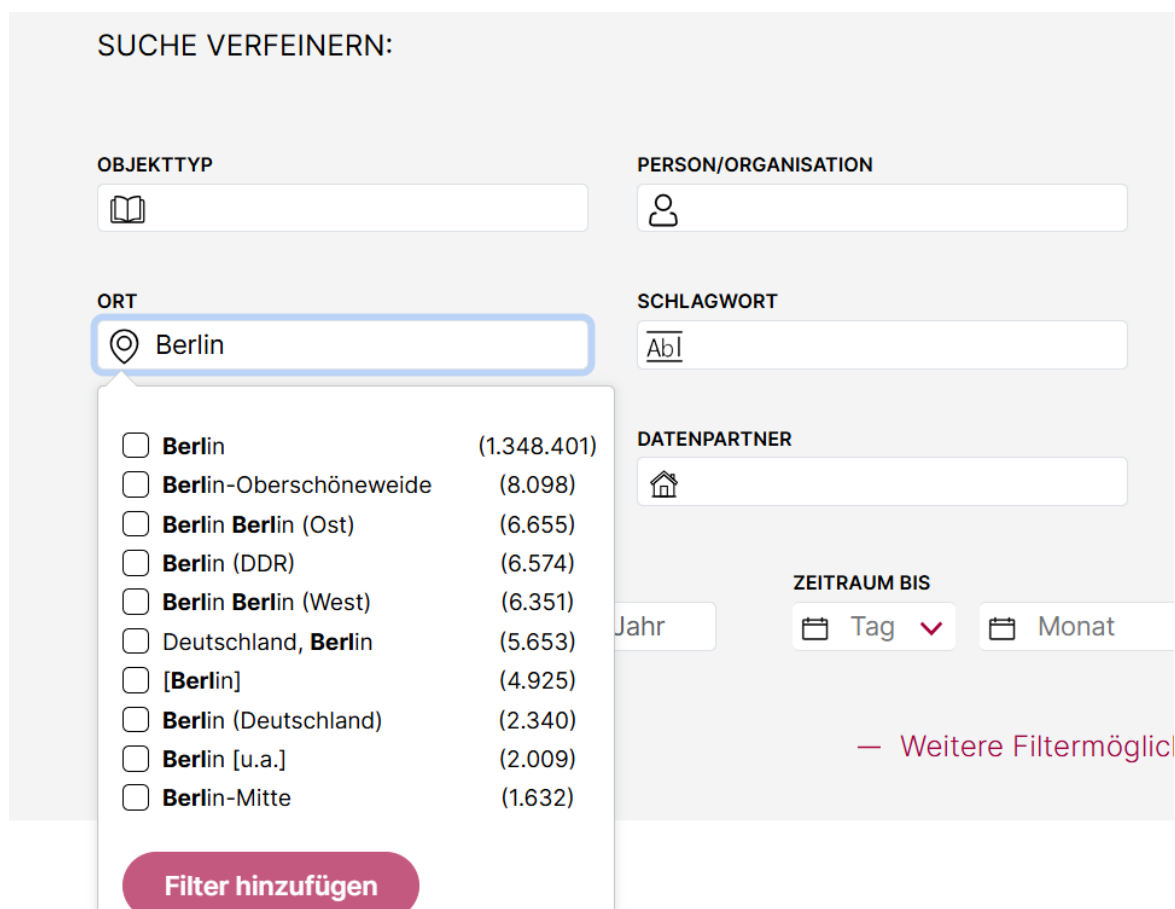 SUCHE VERFEINERN:
OBJEKTTYP
PERSON/ORGANISATION
ORT
SCHLAGWORT
Berlin
Abl
DATENPARTNER
Berlin (1.348.401)
Berlin-Oberschöneweide (8.098)
Berlin Berlin (Ost) (6.655)
Berlin (DDR) (6.574)
Berlin Berlin (West) (6.351)
Deutschland, Berlin (5.653)
[Berlin] (4.925)
Berlin (Deutschland) (2.340)
Berlin [u.a.] (2.009)
Berlin-Mitte (1.632)
Filter hinzufügen
ZEITRAUM BIS
Jahr
Tag
Monat
— Weitere Filtermöglich